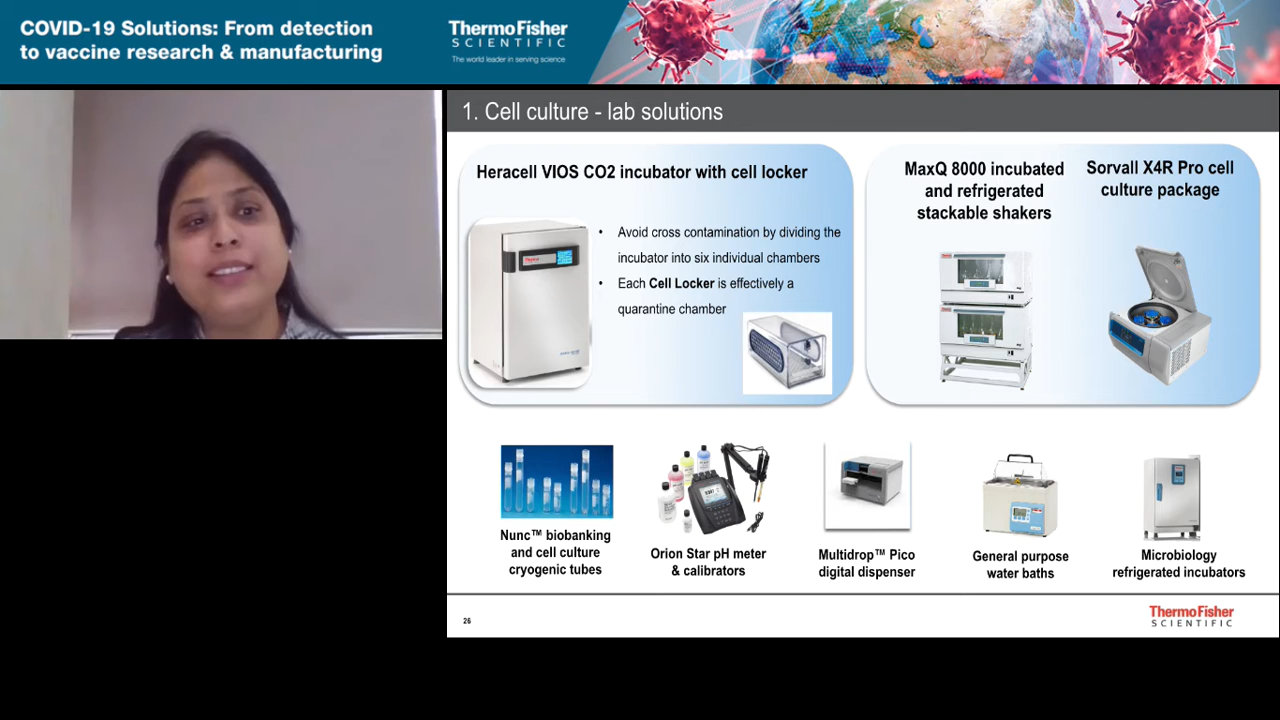 COVID-19 Solutions: From detection
to vaccine research & manufacturing
ThermoFisher
SCIENTIFIC
The world leader in serving science
1. Cell culture - lab solutions
Heracell VIOS CO2 incubator with cell locker
• Avoid cross contamination by dividing the
incubator into six individual chambers
• Each Cell Locker is effectively a
quarantine chamber
MaxQ 8000 incubated
and refrigerated
stackable shakers
Sorvall X4R Pro cell
culture package
Nunc™ biobanking
and cell culture
cryogenic tubes
Orion Star pH meter
& calibrators
Multidrop™ Pico
digital dispenser
General purpose
water baths
Microbiology
refrigerated incubators
26
ThermoFisher
SCIENTIFIC